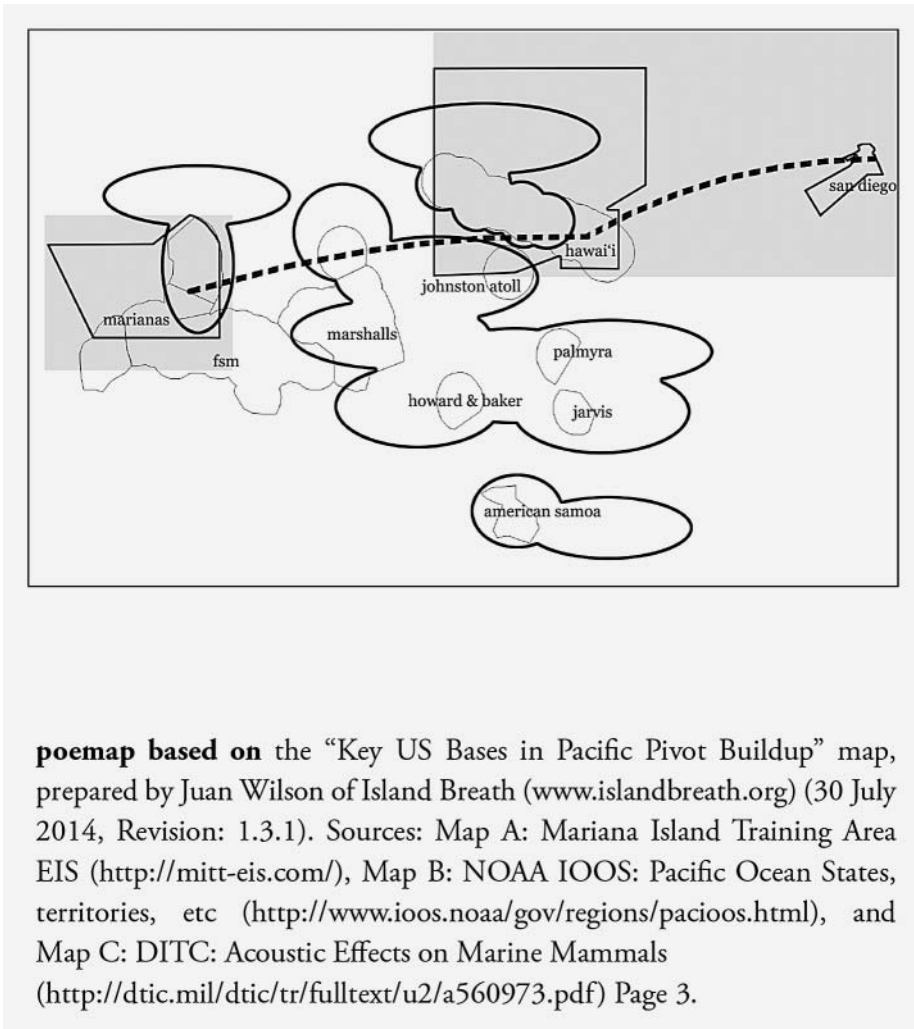 san diego
hawai‘i
johnston atoll
marianas
marshalls
fsm
palmyra
howard & baker
jarvis
american samoa
poemap based on the “Key US Bases in Pacific Pivot Buildup” map,
prepared by Juan Wilson of Island Breath (www.islandbreath.org) (30 July
2014, Revision: 1.3.1). Sources: Map A: Mariana Island Training Area
EIS (http://mitt-eis.com/), Map B: NOAA IOOS: Pacific Ocean States,
territories, etc (http://www.ioos.noaa/gov/regions/pacioos.html), and
Map C: DITC: Acoustic Effects on Marine Mammals
(http://dtic.mil/dtic/tr/fulltext/u2/a560973.pdf) Page 3.